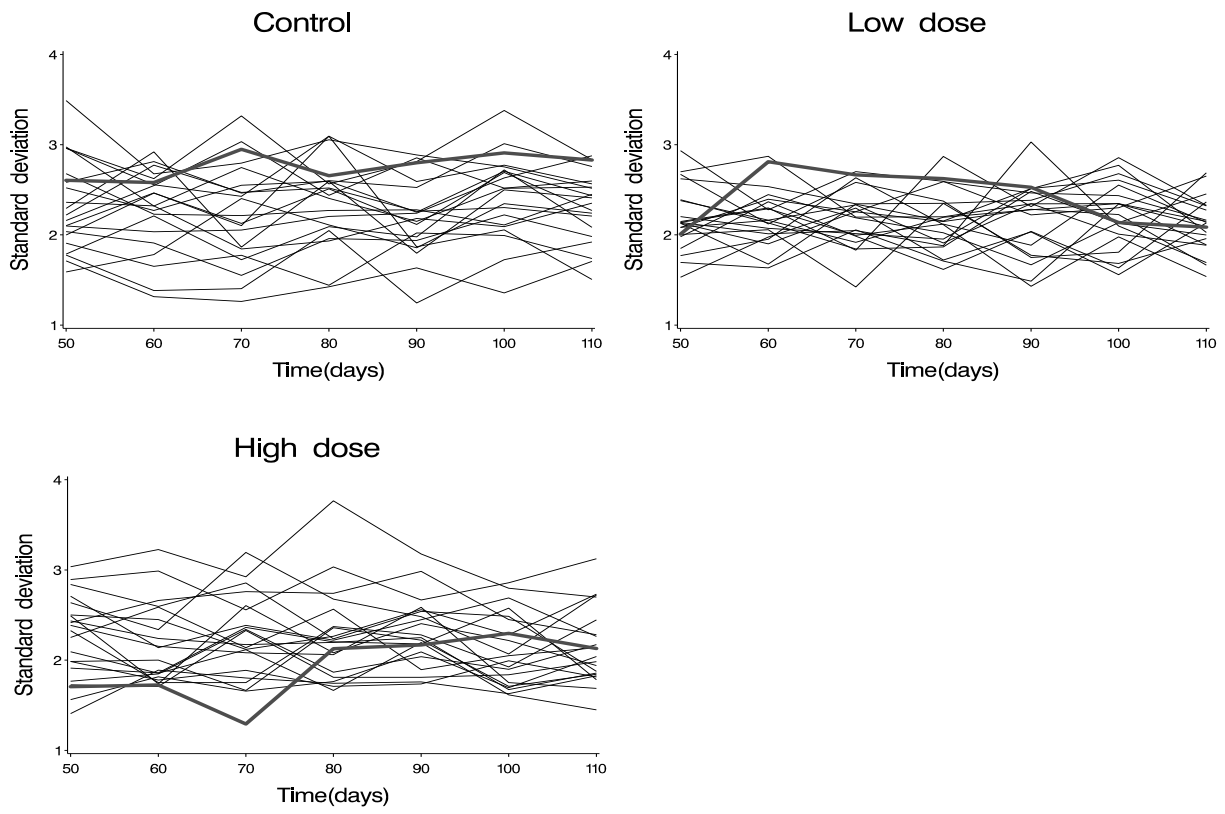 Control
4
3
2
1
Standard deviation
50 60 70 80 90 100 110
Time(days)
Low dose
4
3
2
1
Standard deviation
50 60 70 80 90 100 110
Time(days)
High dose
4
3
2
1
Standard deviation
50 60 70 80 90 100 110
Time(days)